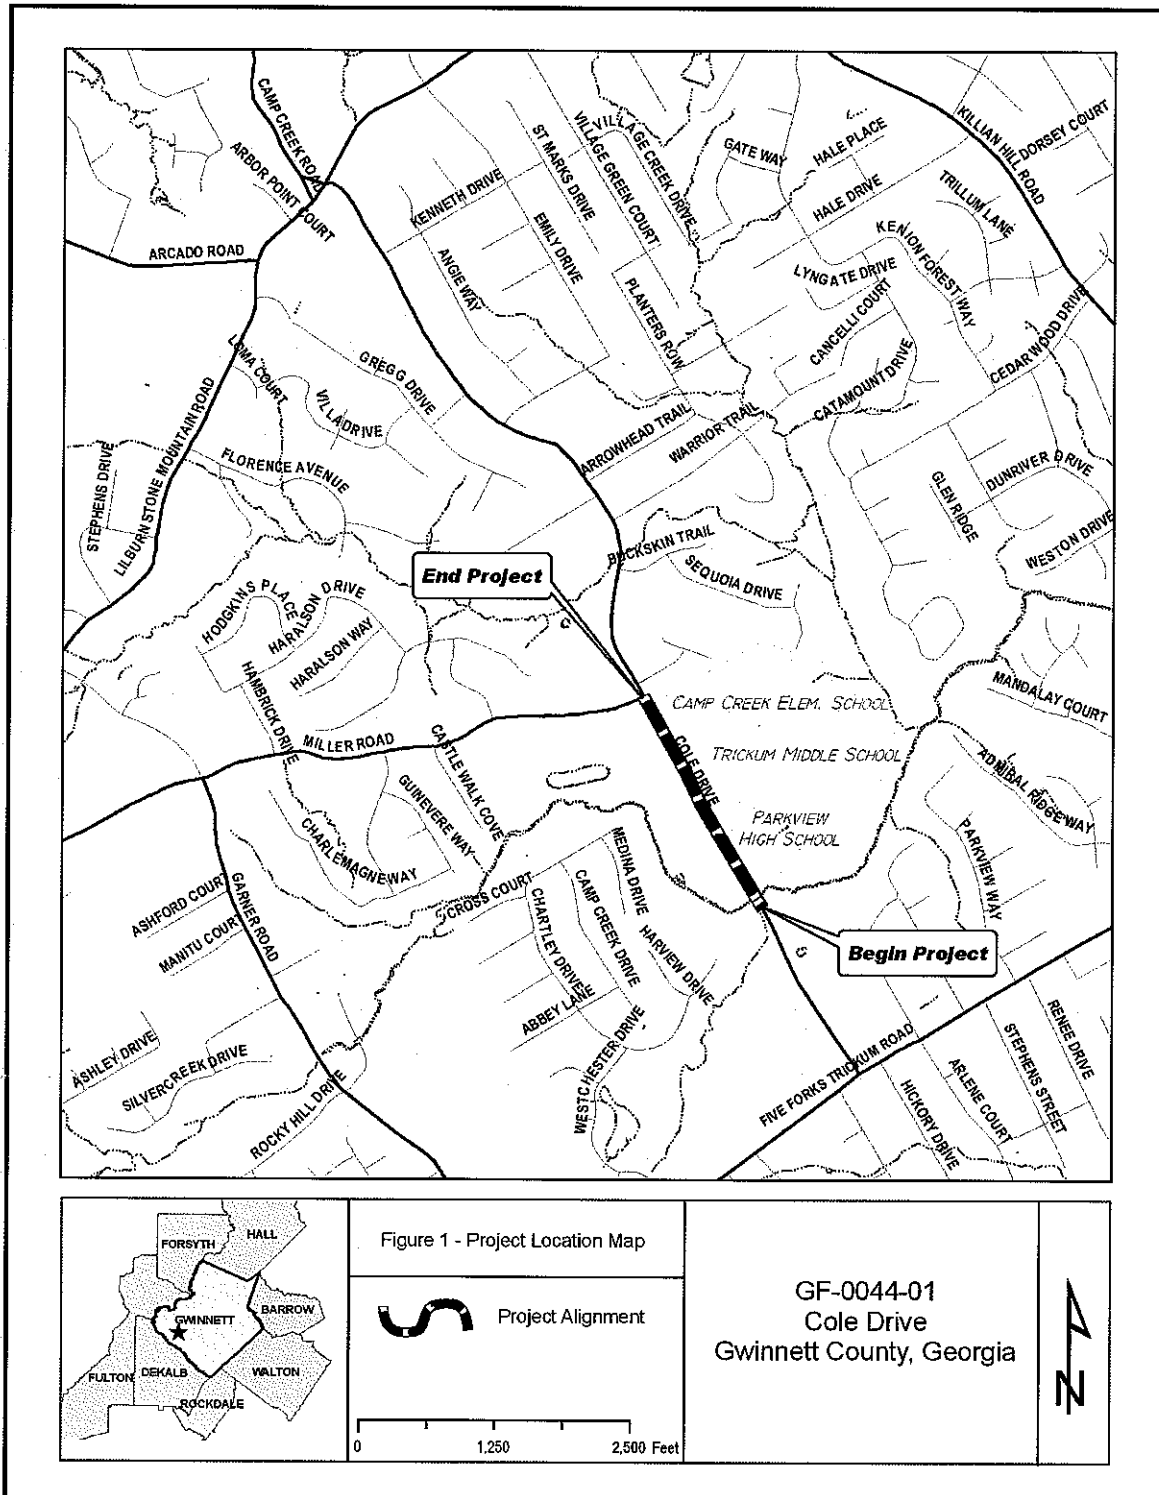 CAMP CREEK ROAD
ARBOR POINT COURT
ARCADO ROAD
KENNETH DRIVE
ANGIE WAY
ST MARKS DRIVE
EMILY DRIVE
VILLAGE GREEN COURT
VILLAGE CREEK DRIVE
PLANTERS ROW
GATE WAY
HALE PLACE
HALE DRIVE
KILLIAN HILL ROAD
DORSEY COURT
TRILLUM LANE
KENION FOREST WAY
LYNGATE DRIVE
CANCELLI COURT
CATAMOUNT DRIVE
CEDARWOOD DRIVE
LOMA COURT
VILLA DRIVE
GREGG DRIVE
FLORENCE AVENUE
STEPHENS DRIVE
LILBURN STONE MOUNTAIN ROAD
ARROWHEAD TRAIL
WARRIOR TRAIL
GLEN RIDGE
DUNRIVER DRIVE
WESTON DRIVE
BUCKSKIN TRAIL
SEQUOIA DRIVE
End Project
HODGKINS PLACE
HARALSON DRIVE
HARALSON WAY
HAMBRICK DRIVE
MILLER ROAD
CASTLE WALK COVE
GUINEVERE WAY
CHARLEMAGNE WAY
CAMP CREEK ELEM. SCHOOL
COLE DRIVE
TRICKUM MIDDLE SCHOOL
PARKVIEW
HIGH SCHOOL
MANDALAY COURT
ADMIRAL RIDGE WAY
PARKVIEW WAY
ASHFORD COURT
MANITU COURT
GARNER ROAD
CROSS COURT
CHARTLEY DRIVE
CAMP CREEK DRIVE
MEDINA DRIVE
HARVIEW DRIVE
ABBEY LANE
WESTCHESTER DRIVE
Begin Project
ASHLEY DRIVE
SILVERCREEK DRIVE
ROCKY HILL DRIVE
FIVE FORKS TRICKUM ROAD
HICKORY DRIVE
ARLENE COURT
STEPHENS STREET
RENEE DRIVE
FORSYTH
HALL
GWINNETT
BARROW
FULTON
DEKALB
WALTON
ROCKDALE
Figure 1 - Project Location Map
Project Alignment
0 1,250 2,500 Feet
GF-0044-01
Cole Drive
Gwinnett County, Georgia
N